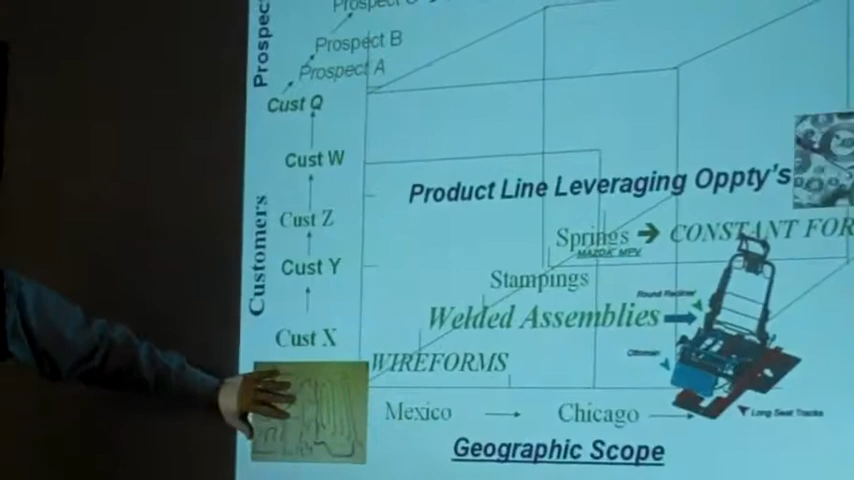 Prospect
Prospect B
Prospect A
Cust Q
Cust W
Product Line Leveraging Oppty's
Customers
Cust Z
Springs
CONSTANT FOR
MAZDA MPV
Cust Y
Stampings
Round Recliner
Welded Assemblies
Cust X
Ottoman
WIREFORMS
Mexico
Chicago
Long Seat Tracks
Geographic Scope